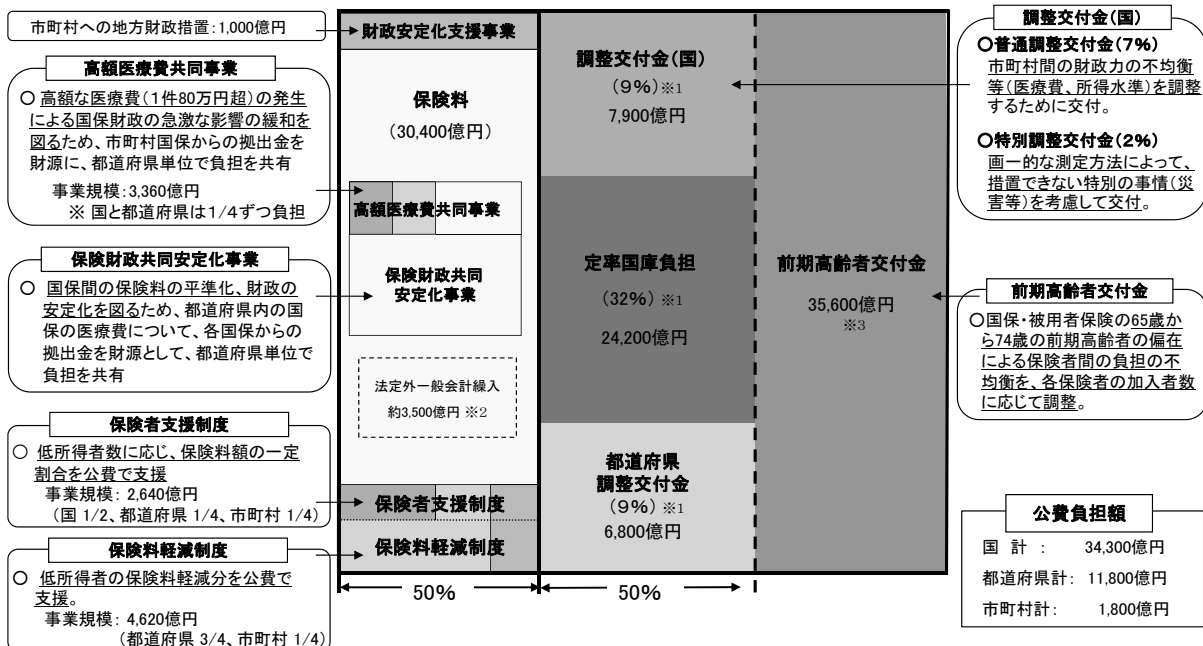 市町村への地方財政措置:1,000億円
高額医療費共同事業
○ 高額な医療費(1件80万円超)の発生
による国保財政の急激な影響の緩和を
図るため、市町村国保からの拠出金を
財源に、都道府県単位で負担を共有
事業規模:3,360億円
※ 国と都道府県は1/4ずつ負担
保険財政共同安定化事業
○ 国保間の保険料の平準化、財政の
安定化を図るため、都道府県内の国
保の医療費について、各国保からの
拠出金を財源として、都道府県単位で
負担を共有
保険者支援制度
○ 低所得者数に応じ、保険料額の一定
割合を公費で支援
事業規模: 2,640億円
(国 1/2、都道府県 1/4、市町村 1/4)
保険料軽減制度
○ 低所得者の保険料軽減分を公費で
支援。
事業規模: 4,620億円
(都道府県 3/4、市町村 1/4)
財政安定化支援事業
保険料
(30,400億円)
高額医療費共同事業
保険財政共同
安定化事業
法定外一般会計繰入
約3,500億円 ※2
保険者支援制度
保険料軽減制度
50%
調整交付金(国)
(9%) ※1
7,900億円
定率国庫負担
(32%) ※1
24,200億円
都道府県
調整交付金
(9%) ※1
6,800億円
50%
前期高齢者交付金
35,600億円
※3
調整交付金(国)
○普通調整交付金(7%)
市町村間の財政力の不均衡
等(医療費、所得水準)を調整
するために交付。
○特別調整交付金(2%)
画一的な測定方法によって、
措置できない特別の事情(災
害等)を考慮して交付。
前期高齢者交付金
○国保・被用者保険の65歳か
ら74歳の前期高齢者の偏在
による保険者間の負担の不
均衡を、各保険者の加入者数
に応じて調整。
公費負担額
国 計 : 34,300億円
都道府県計: 11,800億円
市町村計: 1,800億円